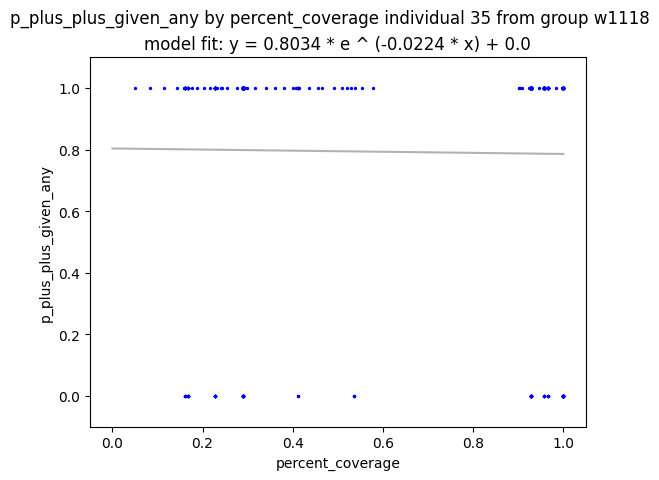 p_plus_plus_given_any by percent_coverage individual 35 from group w1118
model fit: y = 0.8034 * e ^ (-0.0224 * x) + 0.0
p_plus_plus_given_any
1.0
0.8
0.6
0.4
0.2
0.0
0.0 0.2 0.4 0.6 0.8 1.0
percent_coverage